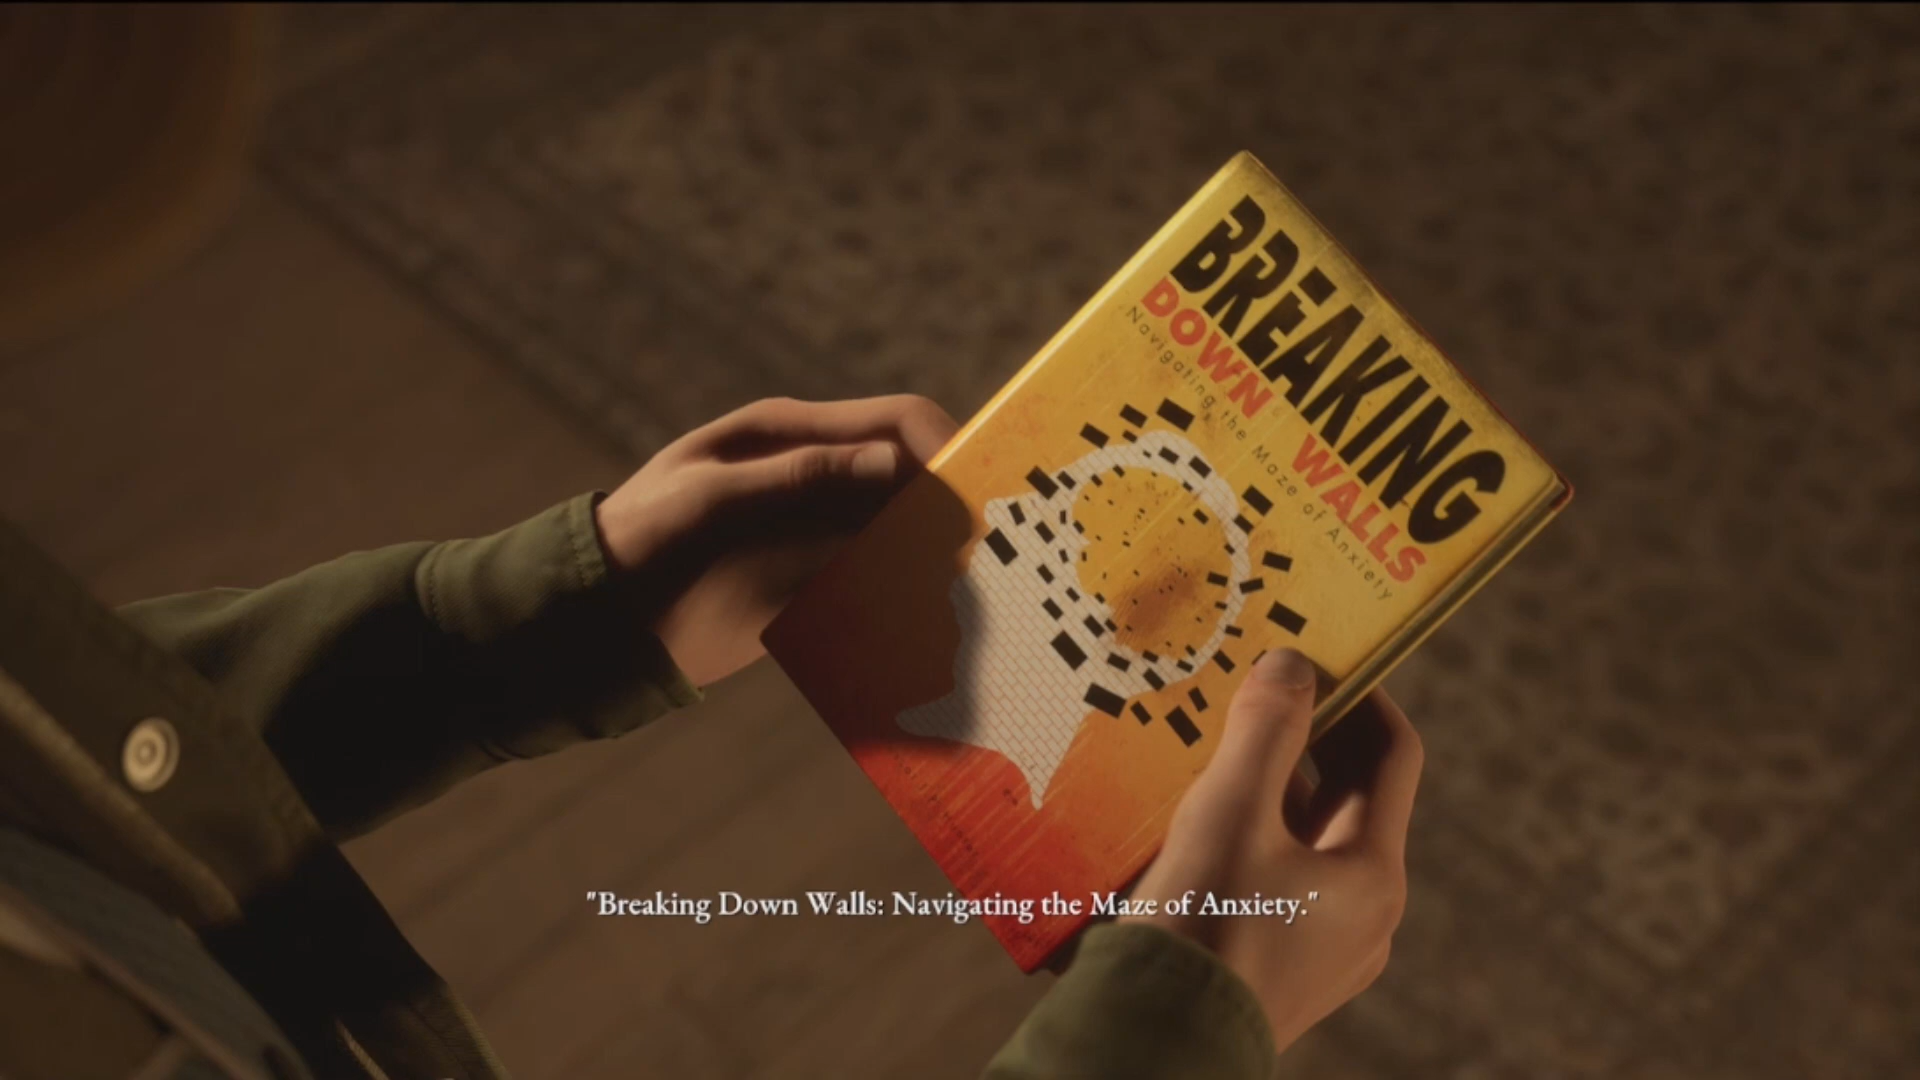 BREAKING
DOWN WALLS
Navigating the Maze of Anxiety
"Breaking Down Walls: Navigating the Maze of Anxiety."